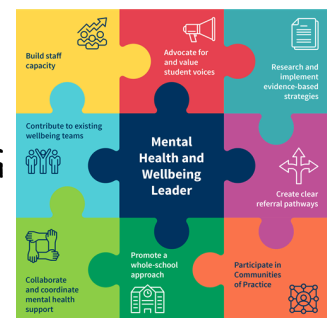 Build staff
capacity
Advocate for
and value
student voices
Research and
implement
evidence-based
strategies
Contribute to existing
wellbeing teams
Mental
Health and
Wellbeing
Leader
Create clear
referral pathways
Collaborate
and coordinate
mental health
support
Promote a
whole-school
approach
Participate in
Communities
of Practice